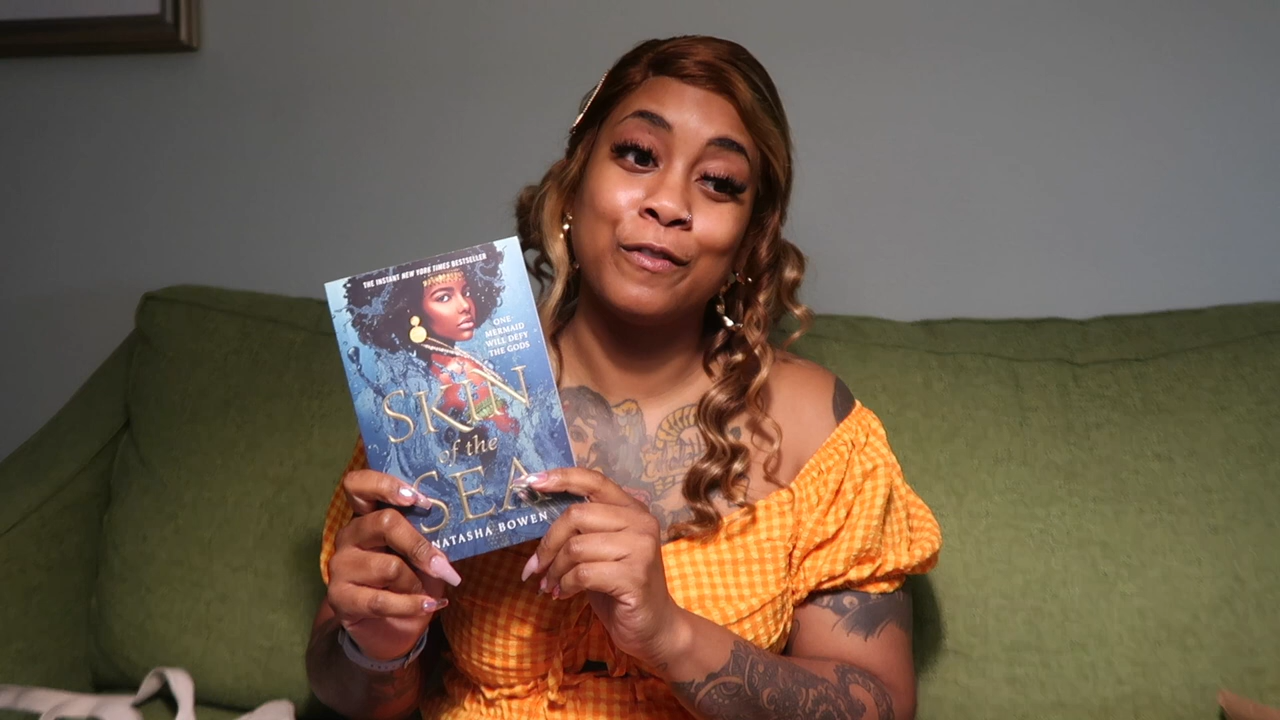 THE INSTANT NEW YORK TIMES BESTSELLER
ONE
MERMAID
WILL DEFY
THE GODS
SKIN
of the
SEA
NATASHA BOWEN